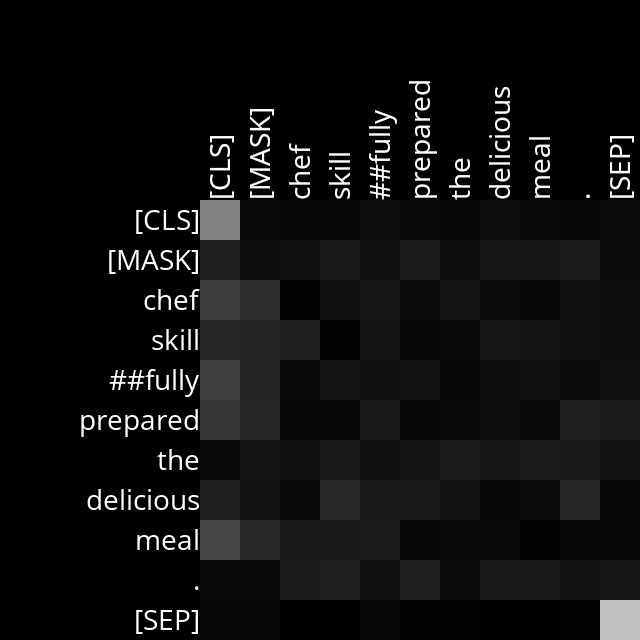 [CLS] [MASK] chef skill ##fully prepared the delicious meal . [SEP]
[CLS]
[MASK]
chef
skill
##fully
prepared
the
delicious
meal
.
[SEP]